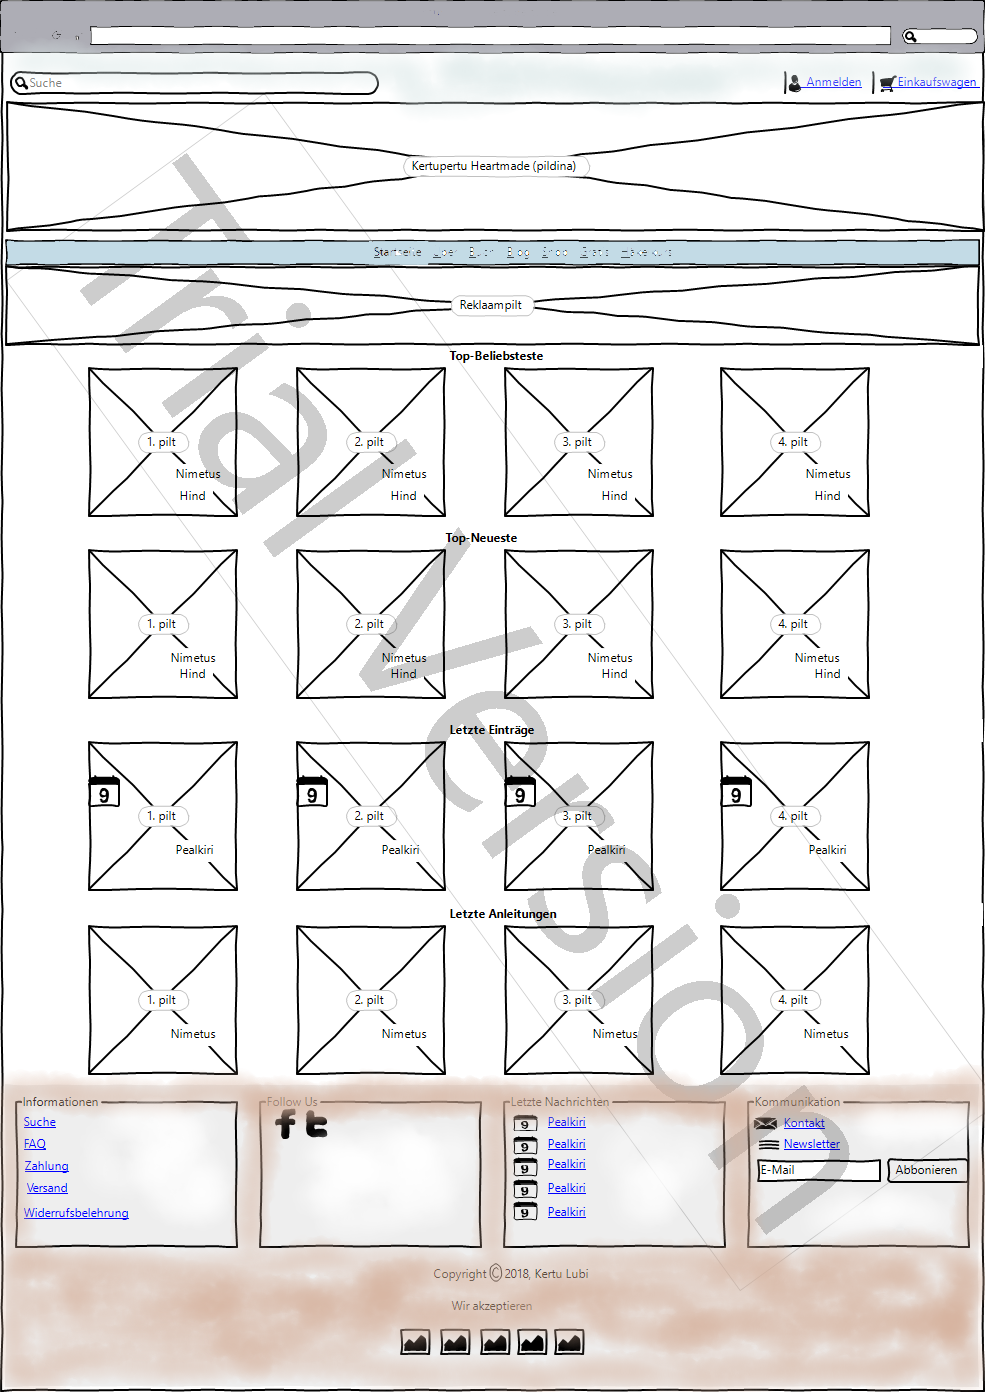 Suche
Anmelden
Einkaufswagen
Kertupertu Heartmade (pildina)
Startseite Über Buch Blog Shop Gratis
Reklaampilt
Top-Beliebsteste
1. pilt 2. pilt 3. pilt 4. pilt
Nimetus Nimetus Nimetus Nimetus
Hind Hind Hind Hind
Top-Neueste
1. pilt 2. pilt 3. pilt 4. pilt
Nimetus Nimetus Nimetus Nimetus
Hind Hind Hind Hind
Letzte Einträge
9 9 9 9
1. pilt 2. pilt 3. pilt 4. pilt
Pealkiri Pealkiri Pealkiri Pealkiri
Letzte Anleitungen
1. pilt 2. pilt 3. pilt 4. pilt
Nimetus Nimetus Nimetus Nimetus
Trial Version
Informationen
Suche
FAQ
Zahlung
Versand
Widerrufsbelehrung
Follow Us
f t
Letzte Nachrichten
9 Pealkiri
9 Pealkiri
9 Pealkiri
9 Pealkiri
9 Pealkiri
Kommunikation
Kontakt
Newsletter
E-Mail
Abbonieren
Copyright © 2018, Kertu Lubi
Wir akzeptieren